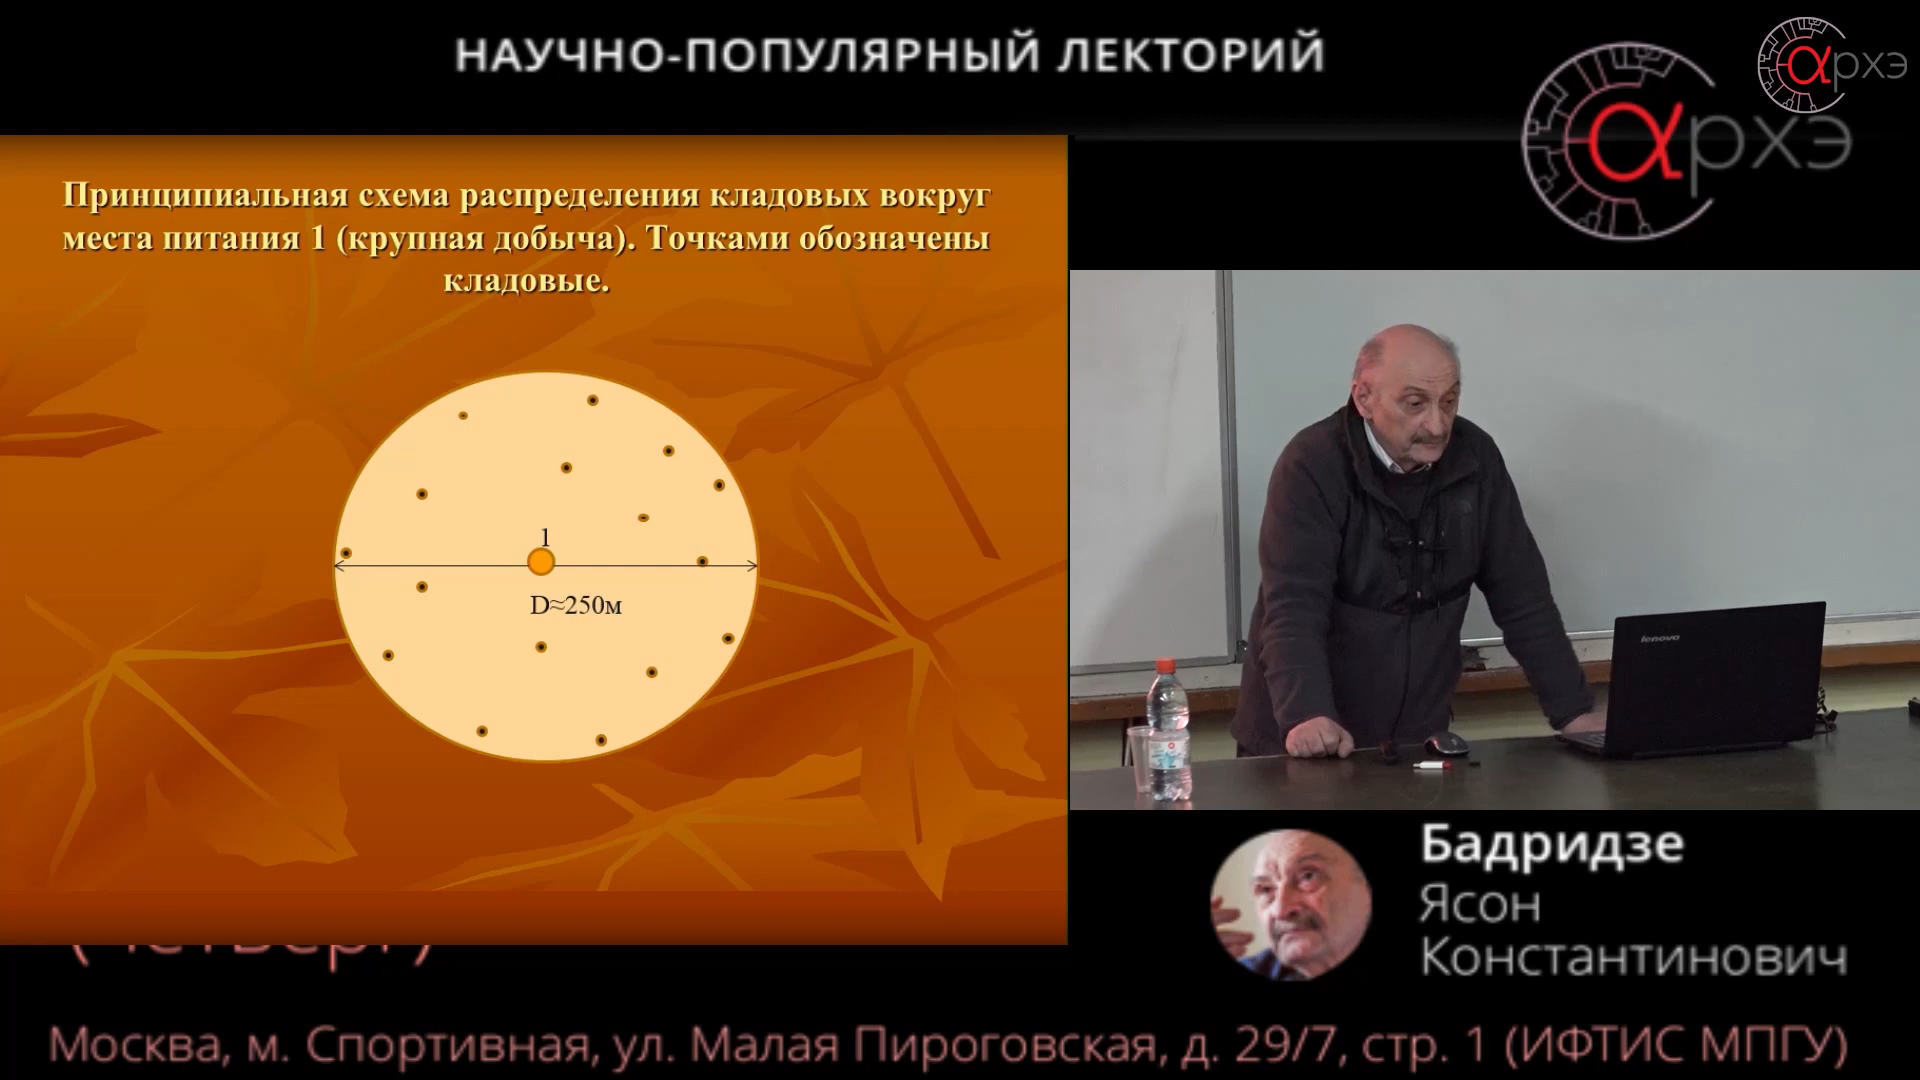 НАУЧНО-ПОПУЛЯРНЫЙ ЛЕКТОРИЙ
αрхэ
αрхэ
Принципиальная схема распределения кладовых вокруг
места питания 1 (крупная добыча). Точками обозначены
кладовые.
1
D≈250м
lenovo
Бадридзе
Ясон
Константинович
Москва, м. Спортивная, ул. Малая Пироговская, д. 29/7, стр. 1 (ИФТИС МПГУ)